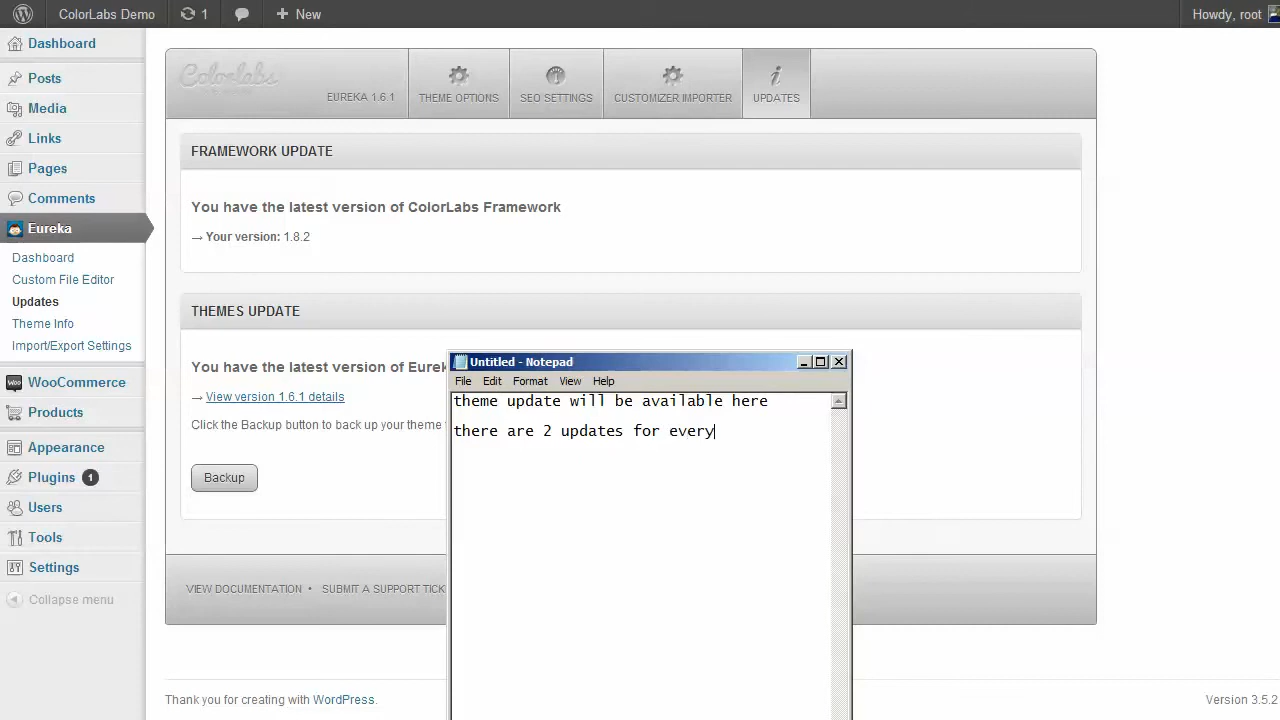 ColorLabs Demo 1 New Howdy, root
Dashboard
Posts
Media
Links
Pages
Comments
Eureka
Dashboard
Custom File Editor
Updates
Theme Info
Import/Export Settings
WooCommerce
Products
Appearance
Plugins 1
Users
Tools
Settings
Collapse menu
Colorlabs
EUREKA 1.6.1
THEME OPTIONS
SEO SETTINGS
CUSTOMIZER IMPORTER
UPDATES
FRAMEWORK UPDATE
You have the latest version of ColorLabs Framework
→ Your version: 1.8.2
THEMES UPDATE
You have the latest version of Eurek
→ View version 1.6.1 details
Click the Backup button to back up your theme
Backup
VIEW DOCUMENTATION • SUBMIT A SUPPORT TICK
Untitled - Notepad
File Edit Format View Help
theme update will be available here
there are 2 updates for every
Thank you for creating with WordPress.
Version 3.5.2